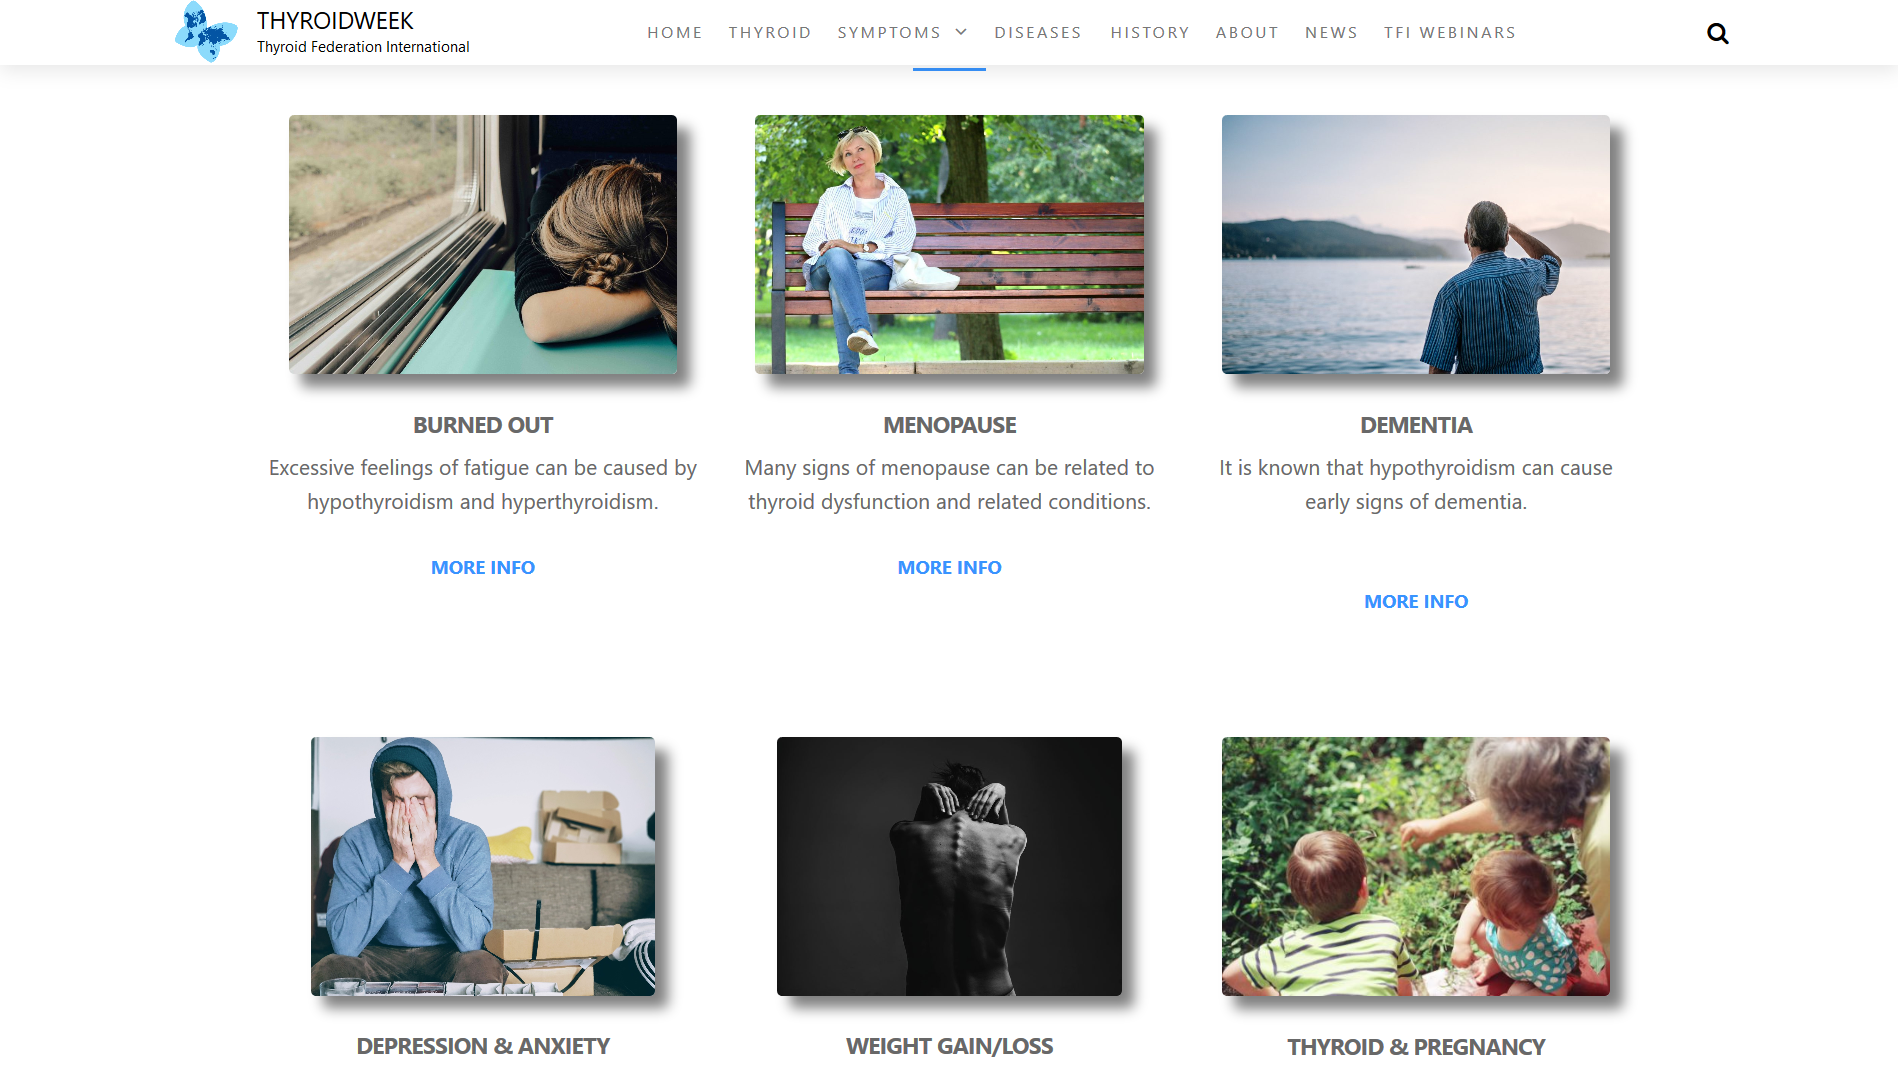 THYROIDWEEK
Thyroid Federation International
HOME THYROID SYMPTOMS DISEASES HISTORY ABOUT NEWS TFI WEBINARS
BURNED OUT
Excessive feelings of fatigue can be caused by
hypothyroidism and hyperthyroidism.
MORE INFO
MENOPAUSE
Many signs of menopause can be related to
thyroid dysfunction and related conditions.
MORE INFO
DEMENTIA
It is known that hypothyroidism can cause
early signs of dementia.
MORE INFO
DEPRESSION & ANXIETY
WEIGHT GAIN/LOSS
THYROID & PREGNANCY